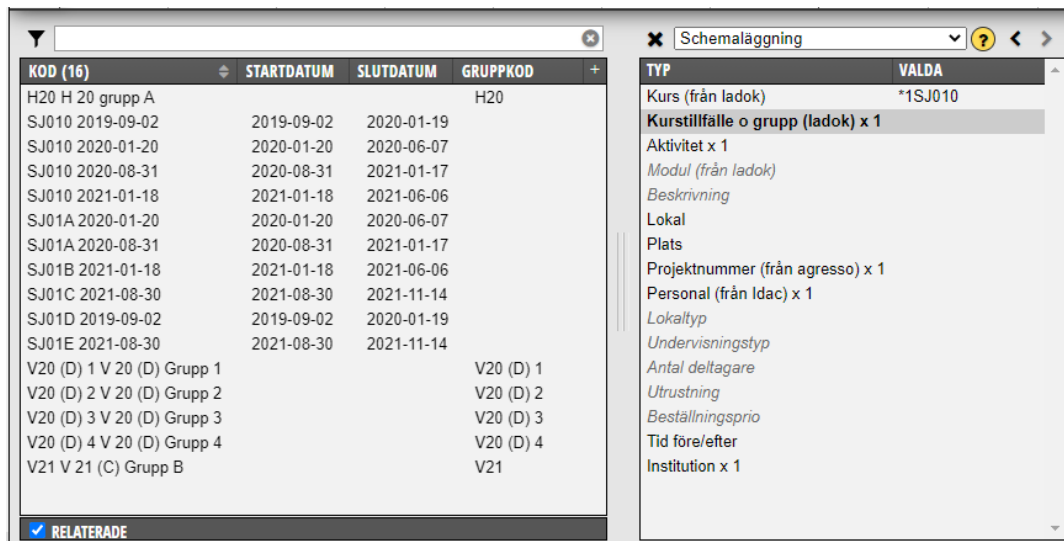 Schemaläggning ?
KOD (16) STARTDATUM SLUTDATUM GRUPPKOD +
H20 H 20 grupp A H20
SJ010 2019-09-02 2019-09-02 2020-01-19
SJ010 2020-01-20 2020-01-20 2020-06-07
SJ010 2020-08-31 2020-08-31 2021-01-17
SJ010 2021-01-18 2021-01-18 2021-06-06
SJ01A 2020-01-20 2020-01-20 2020-06-07
SJ01A 2020-08-31 2020-08-31 2021-01-17
SJ01B 2021-01-18 2021-01-18 2021-06-06
SJ01C 2021-08-30 2021-08-30 2021-11-14
SJ01D 2019-09-02 2019-09-02 2020-01-19
SJ01E 2021-08-30 2021-08-30 2021-11-14
V20 (D) 1 V 20 (D) Grupp 1 V20 (D) 1
V20 (D) 2 V 20 (D) Grupp 2 V20 (D) 2
V20 (D) 3 V 20 (D) Grupp 3 V20 (D) 3
V20 (D) 4 V 20 (D) Grupp 4 V20 (D) 4
V21 V 21 (C) Grupp B V21
RELATERADE
TYP VALDA
Kurs (från ladok) *1SJ010
Kurstillfälle o grupp (ladok) x 1
Aktivitet x 1
Modul (från ladok)
Beskrivning
Lokal
Plats
Projektnummer (från agresso) x 1
Personal (från Idac) x 1
Lokaltyp
Undervisningstyp
Antal deltagare
Utrustning
Beställningsprio
Tid före/efter
Institution x 1